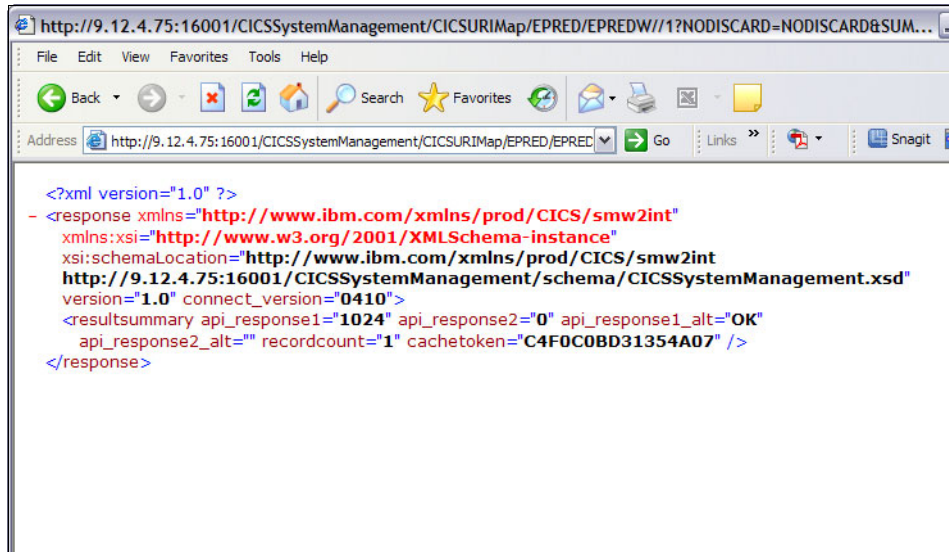 http://9.12.4.75:16001/CICSSystemManagement/CICSURIMap/EPRED/EPREDW//1?NODISCARD=NODISCARD&SUM...
File Edit View Favorites Tools Help
Back Search Favorites
Address http://9.12.4.75:16001/CICSSystemManagement/CICSURIMap/EPRED/EPRED Go Links » Snagit
<?xml version="1.0" ?>
- <response xmlns="http://www.ibm.com/xmlns/prod/CICS/smw2int"
xmlns:xsi="http://www.w3.org/2001/XMLSchema-instance"
xsi:schemaLocation="http://www.ibm.com/xmlns/prod/CICS/smw2int
http://9.12.4.75:16001/CICSSystemManagement/schema/CICSSystemManagement.xsd"
version="1.0" connect_version="0410">
<resultsummary api_response1="1024" api_response2="0" api_response1_alt="OK"
api_response2_alt="" recordcount="1" cachetoken="C4F0C0BD31354A07" />
</response>